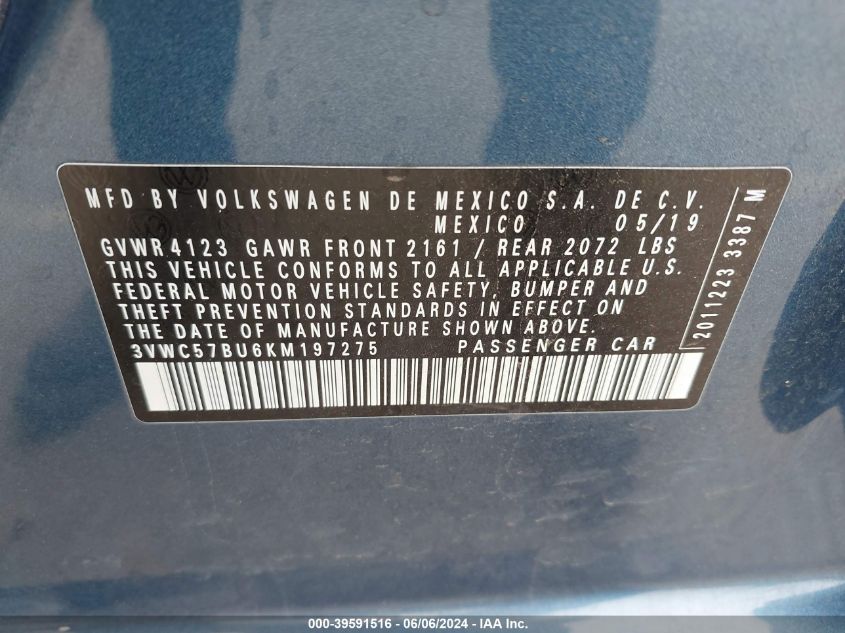 MFD BY VOLKSWAGEN DE MEXICO S.A. DE C.V.
MEXICO 05/19
GVWR 4123 GAWR FRONT 2161 / REAR 2072 LBS
THIS VEHICLE CONFORMS TO ALL APPLICABLE U.S.
FEDERAL MOTOR VEHICLE SAFETY, BUMPER AND
THEFT PREVENTION STANDARDS IN EFFECT ON
THE DATE OF MANUFACTURE SHOWN ABOVE.
3VWC57BU6KM197275 PASSENGER CAR
2011223 3387 M
000-39591516 - 06/06/2024 - IAA Inc.